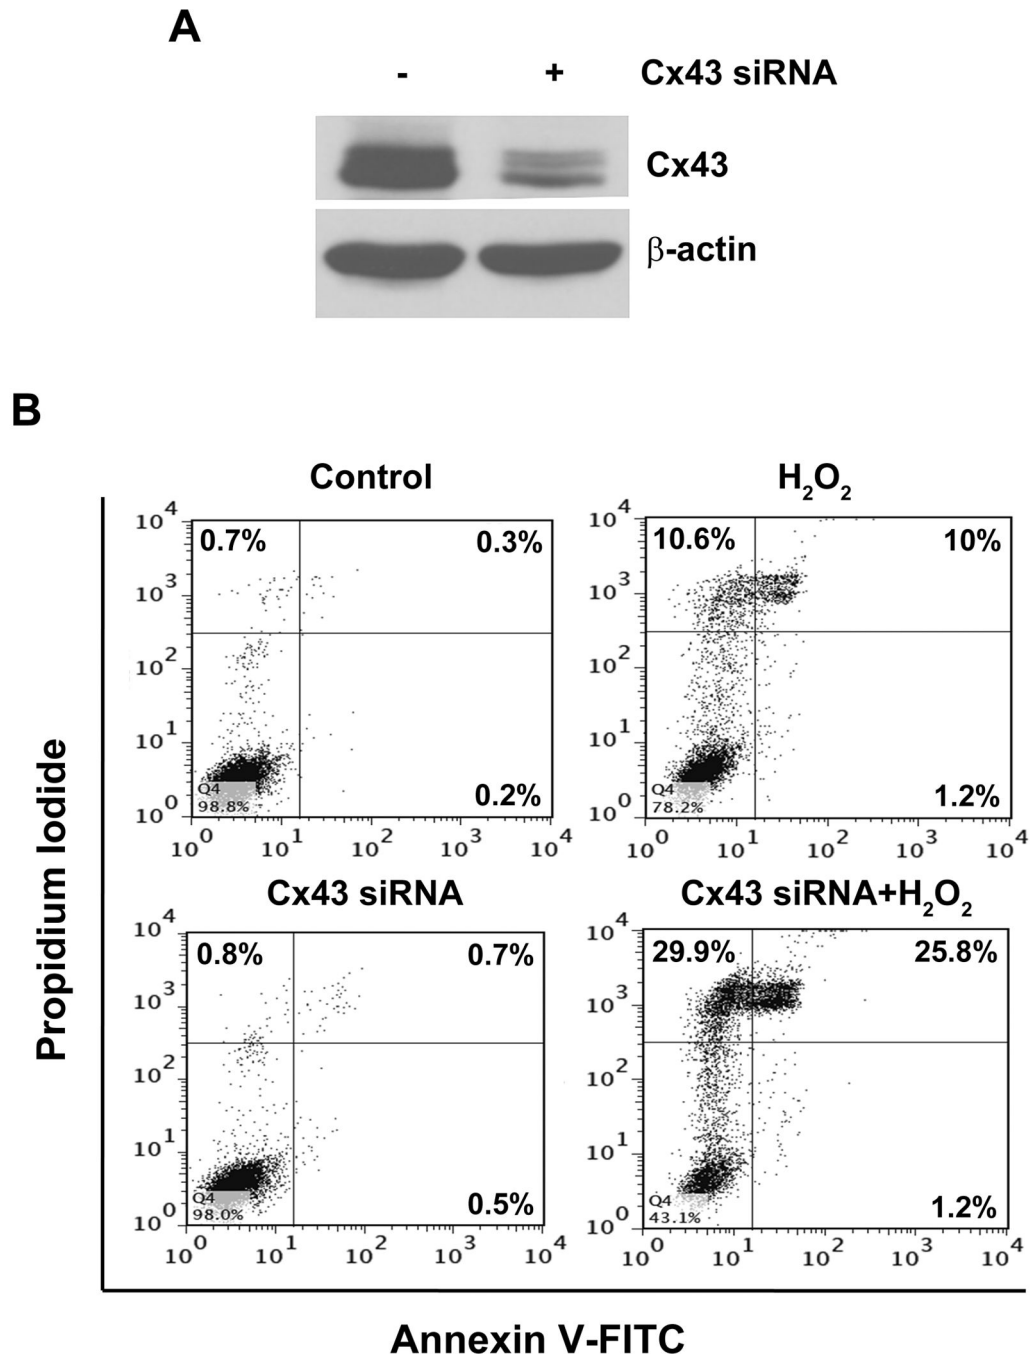 A
- + Cx43 siRNA
Cx43
β-actin
B
Control
H2O2
10^4 0.7% 0.3%
10^3
10^2
10^1
Q4
98.8% 0.2%
10^0
10^0 10^1 10^2 10^3 10^4
10^4 10.6% 10%
10^3
10^2
10^1
Q4
78.2% 1.2%
10^0
10^0 10^1 10^2 10^3 10^4
Cx43 siRNA
Cx43 siRNA+H2O2
10^4 0.8% 0.7%
10^3
10^2
10^1
Q4
98.0% 0.5%
10^0
10^0 10^1 10^2 10^3 10^4
10^4 29.9% 25.8%
10^3
10^2
10^1
Q4
43.1% 1.2%
10^0
10^0 10^1 10^2 10^3 10^4
Propidium Iodide
Annexin V-FITC